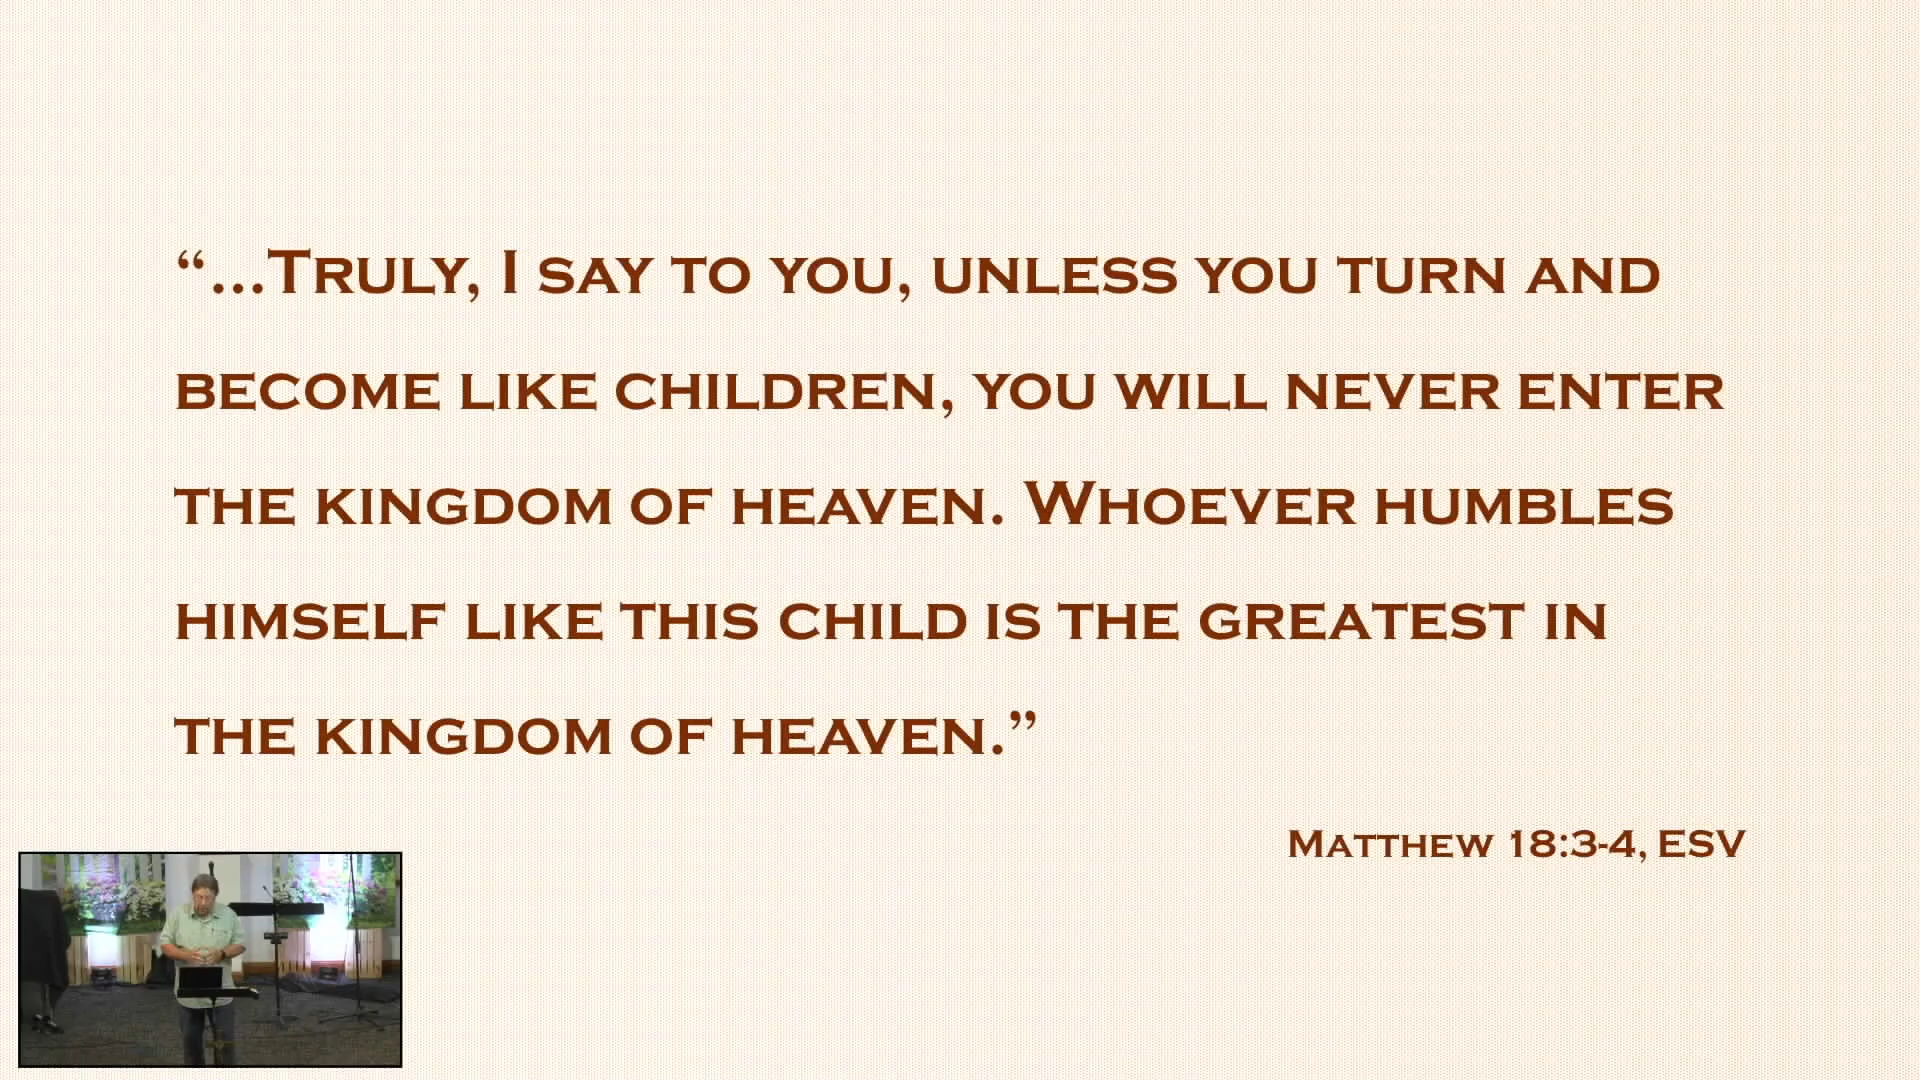 “...Truly, I say to you, unless you turn and
become like children, you will never enter
the kingdom of heaven. Whoever humbles
himself like this child is the greatest in
the kingdom of heaven.”
Matthew 18:3-4, ESV